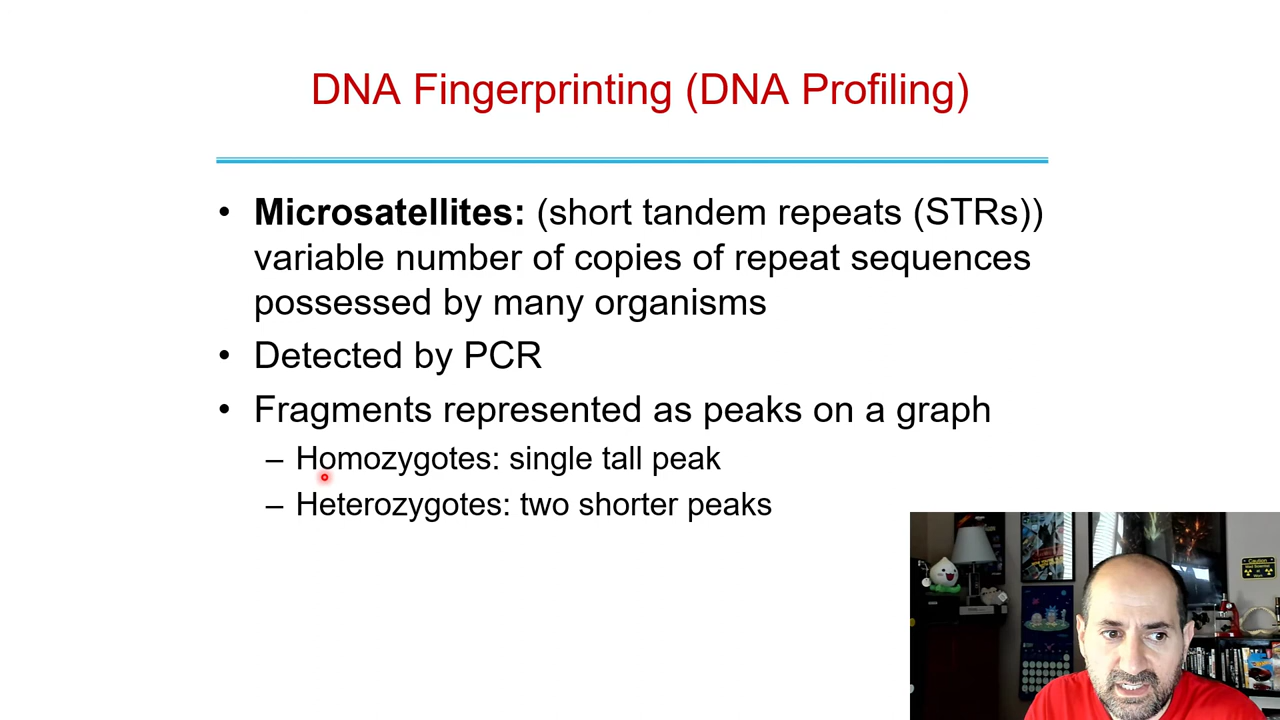 DNA Fingerprinting (DNA Profiling)
• Microsatellites: (short tandem repeats (STRs))
variable number of copies of repeat sequences
possessed by many organisms
• Detected by PCR
• Fragments represented as peaks on a graph
– Homozygotes: single tall peak
– Heterozygotes: two shorter peaks
Caution